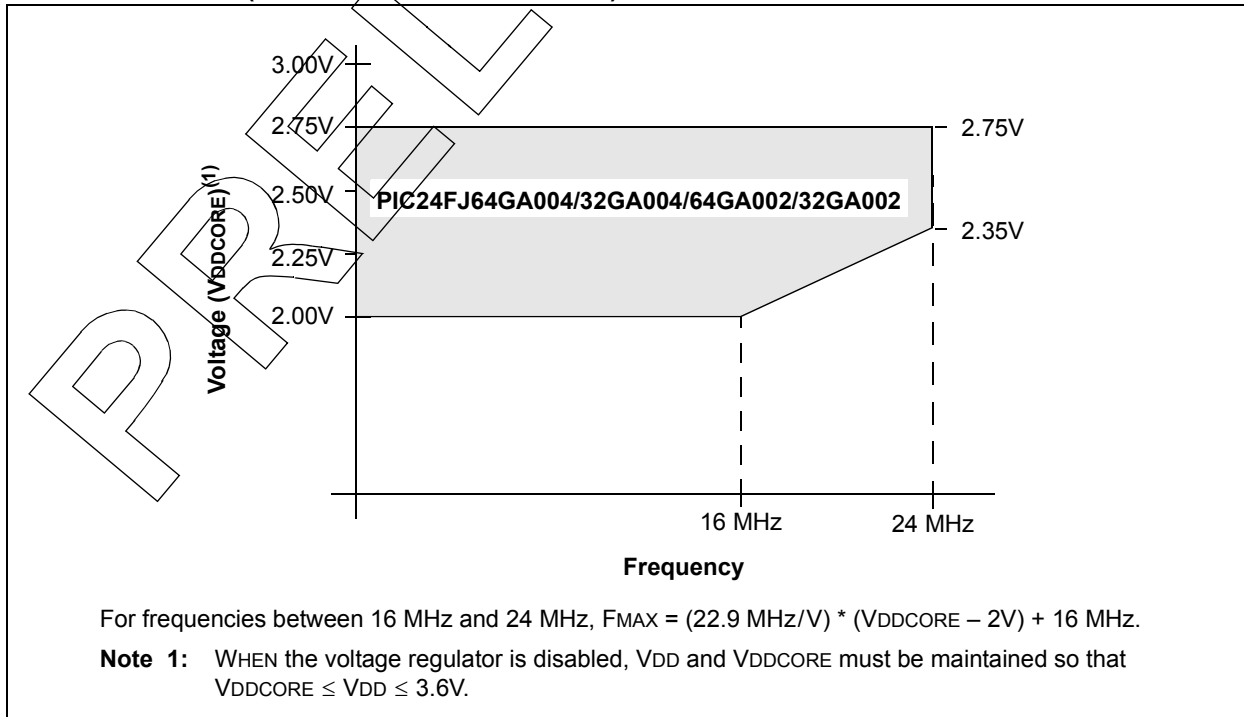 3.00V
2.75V
2.50V
2.25V
2.00V
Voltage (VDDCORE)(1)
PIC24FJ64GA004/32GA004/64GA002/32GA002
2.75V
2.35V
16 MHz
24 MHz
Frequency
For frequencies between 16 MHz and 24 MHz, FMAX = (22.9 MHz/V) * (VDDCORE – 2V) + 16 MHz.
Note 1: WHEN the voltage regulator is disabled, VDD and VDDCORE must be maintained so that
VDDCORE ≤ VDD ≤ 3.6V.
PREL